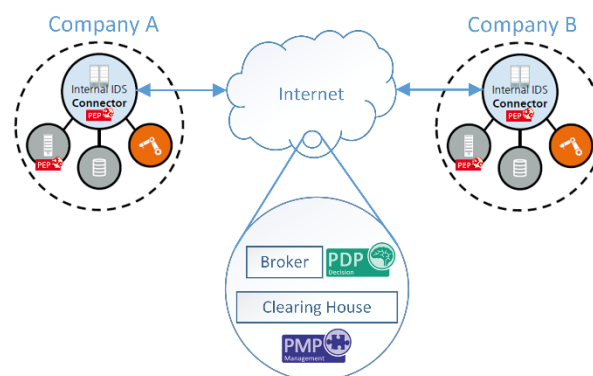 Company A
Company B
Internal IDS
Connector
PEP
PEP
Internet
Internal IDS
Connector
PEP
PEP
Broker
PDP
Decision
Clearing House
PMP
Management